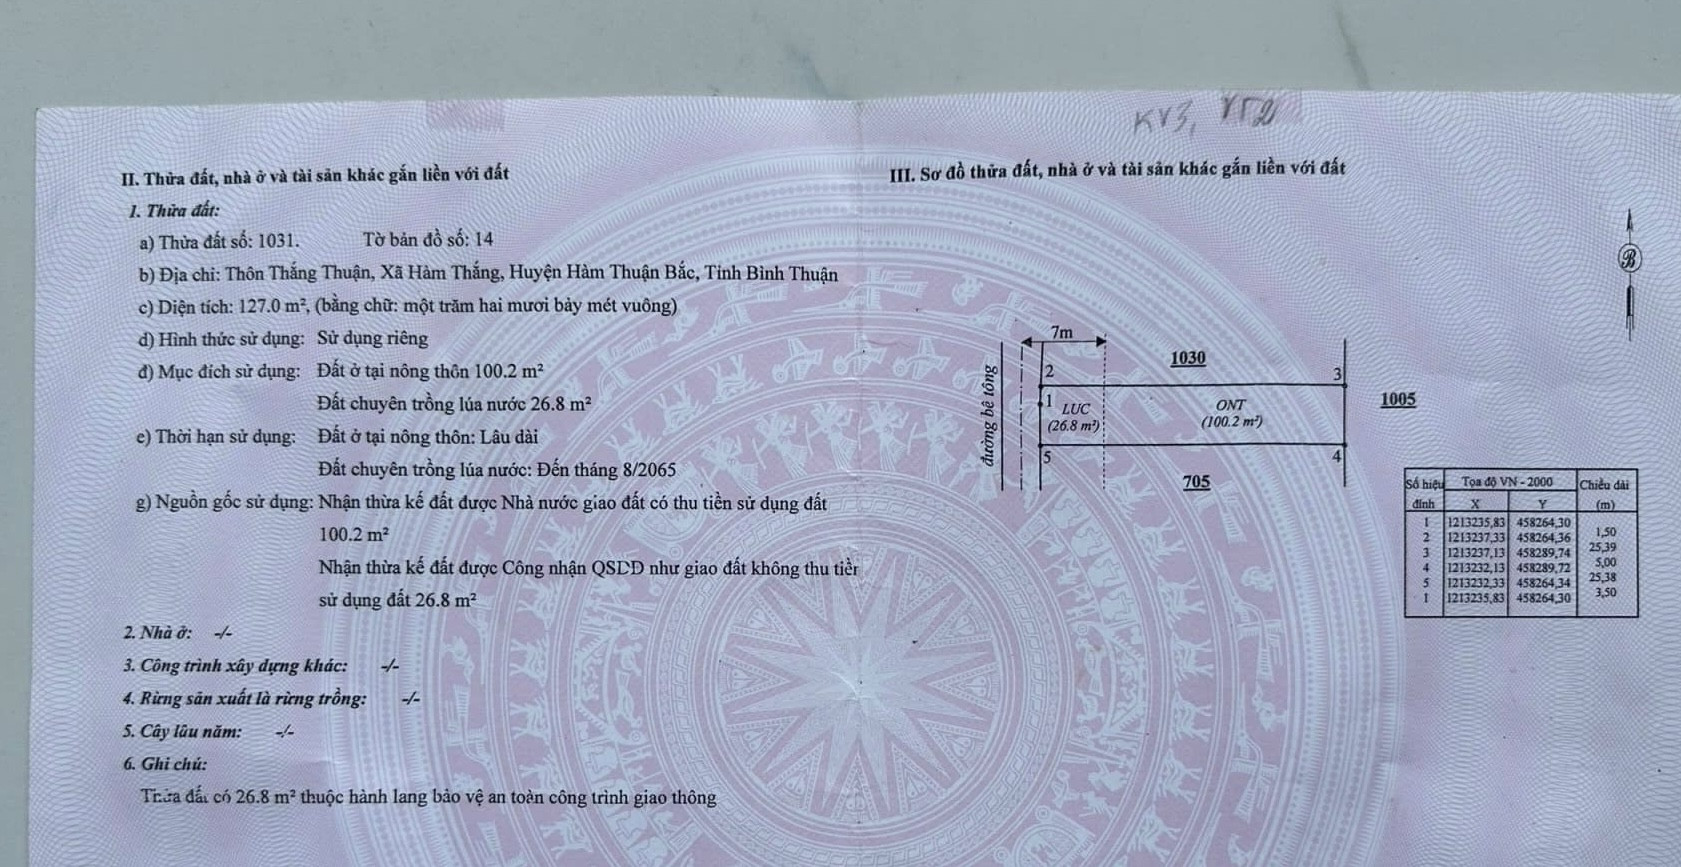 KV3, VT2
II. Thửa đất, nhà ở và tài sản khác gắn liền với đất
1. Thửa đất:
a) Thửa đất số: 1031. Tờ bản đồ số: 14
b) Địa chỉ: Thôn Thắng Thuận, Xã Hàm Thắng, Huyện Hàm Thuận Bắc, Tỉnh Bình Thuận
c) Diện tích: 127.0 m², (bằng chữ: một trăm hai mươi bảy mét vuông)
d) Hình thức sử dụng: Sử dụng riêng
đ) Mục đích sử dụng: Đất ở tại nông thôn 100.2 m²
Đất chuyên trồng lúa nước 26.8 m²
e) Thời hạn sử dụng: Đất ở tại nông thôn: Lâu dài
Đất chuyên trồng lúa nước: Đến tháng 8/2065
g) Nguồn gốc sử dụng: Nhận thừa kế đất được Nhà nước giao đất có thu tiền sử dụng đất
100.2 m²
Nhận thừa kế đất được Công nhận QSDĐ như giao đất không thu tiền
sử dụng đất 26.8 m²
2. Nhà ở: -/-
3. Công trình xây dựng khác: -/-
4. Rừng sản xuất là rừng trồng: -/-
5. Cây lâu năm: -/-
6. Ghi chú:
Thửa đất có 26.8 m² thuộc hành lang bảo vệ an toàn công trình giao thông
III. Sơ đồ thửa đất, nhà ở và tài sản khác gắn liền với đất
B
7m
1030
2
3
1005
1
LUC
(26.8 m²)
ONT
(100.2 m²)
đường bê tông
5
4
705
Số hiệu đỉnh Tọa độ VN - 2000 Chiều dài
X Y (m)
1 1213235,83 458264,30
1,50
2 1213237,33 458264,36
25,39
3 1213237,13 458289,74
5,00
4 1213232,13 458289,72
25,38
5 1213232,33 458264,34
3,50
1 1213235,83 458264,30